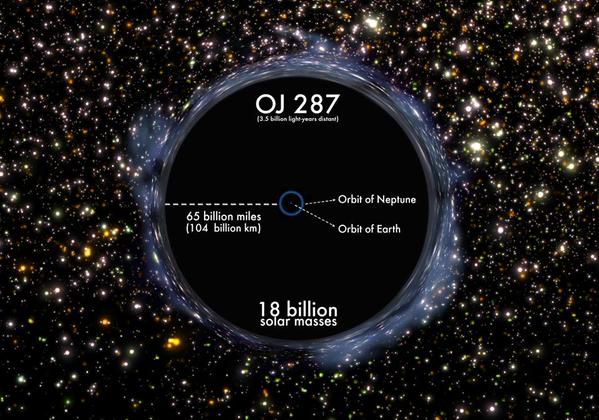 OJ 287
(3.5 billion light-years distant)
Orbit of Neptune
65 billion miles
(104 billion km)
Orbit of Earth
18 billion
solar masses